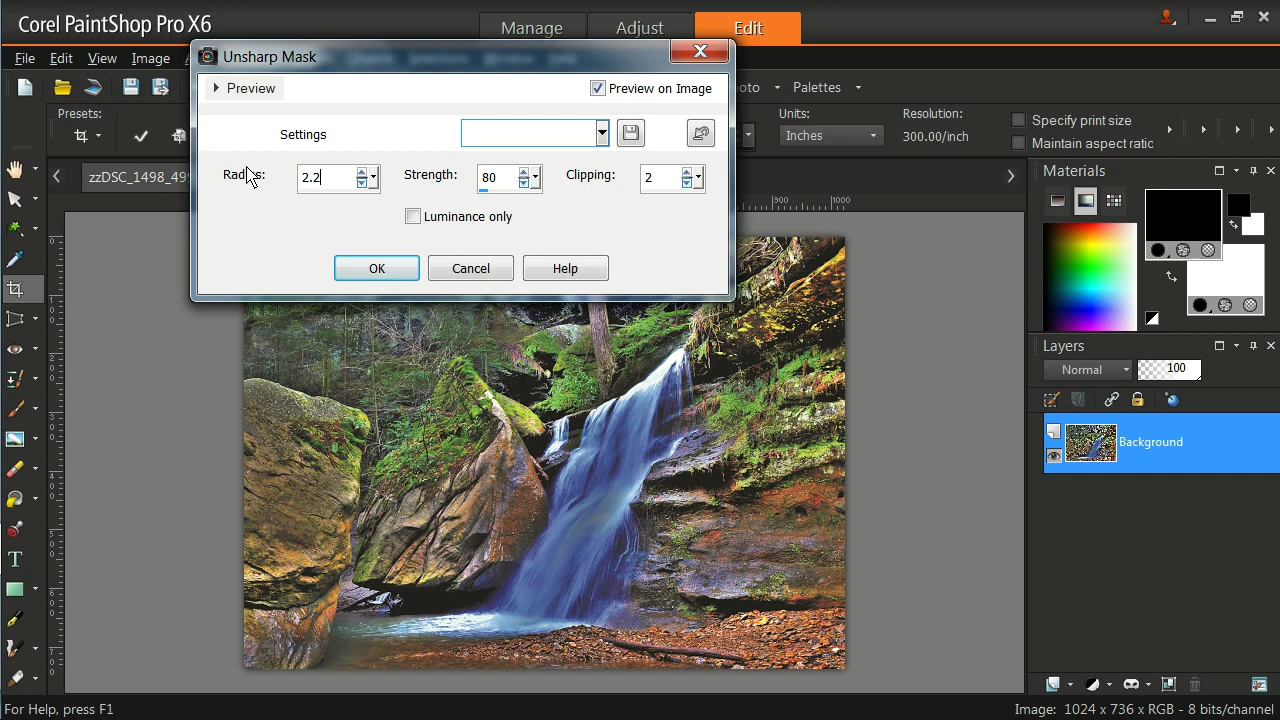 Corel PaintShop Pro X6
Manage
Adjust
Edit
File
Edit
View
Image
Unsharp Mask
Preview
Preview on Image
Settings
Radius:
2.2
Strength:
80
Clipping:
2
Luminance only
OK
Cancel
Help
Palettes
Presets:
Units:
Inches
Resolution:
300.00/inch
Specify print size
Maintain aspect ratio
zzDSC_1498_499
900
1000
Materials
Layers
Normal
100
Background
For Help, press F1
Image: 1024 x 736 x RGB - 8 bits/channel